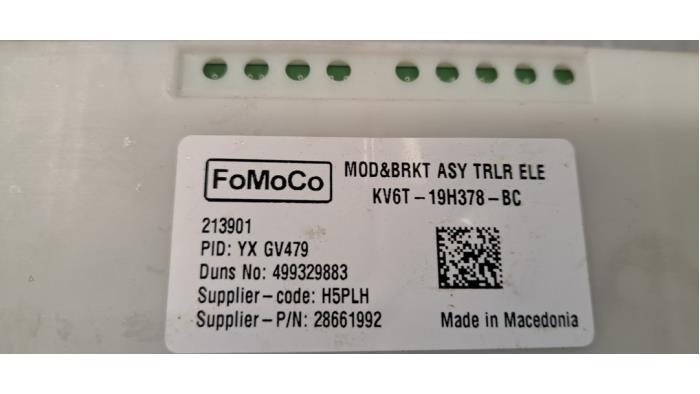 FoMoCo
MOD&BRKT ASY TRLR ELE
KV6T-19H378-BC
213901
PID: YX GV479
Duns No: 499329883
Supplier-code: H5PLH
Supplier-P/N: 28661992
Made in Macedonia